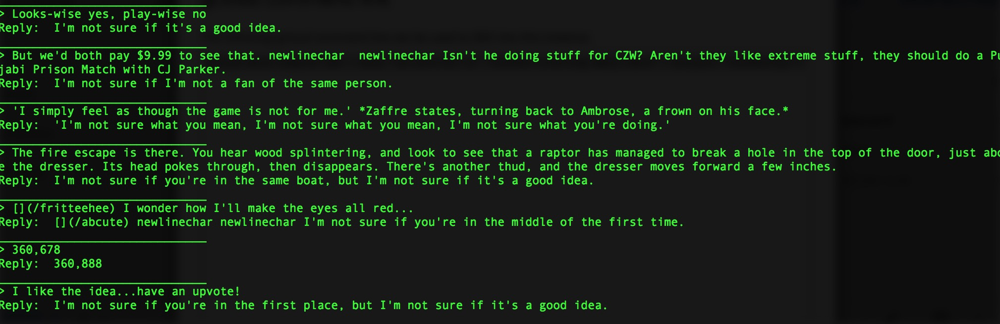 > Looks-wise yes, play-wise no
Reply:  I'm not sure if it's a good idea.
> But we'd both pay $9.99 to see that. newlinechar  newlinechar Isn't he doing stuff for CZW? Aren't they like extreme stuff, they should do a Pu
jabi Prison Match with CJ Parker.
Reply:  I'm not sure if I'm not a fan of the same person.
> 'I simply feel as though the game is not for me.' *Zaffre states, turning back to Ambrose, a frown on his face.*
Reply:  'I'm not sure what you mean, I'm not sure what you mean, I'm not sure what you're doing.'
> The fire escape is there. You hear wood splintering, and look to see that a raptor has managed to break a hole in the top of the door, just abo
e the dresser. Its head pokes through, then disappears. There's another thud, and the dresser moves forward a few inches.
Reply:  I'm not sure if you're in the same boat, but I'm not sure if it's a good idea.
> [](/fritteehee) I wonder how I'll make the eyes all red...
Reply:  [](/abcute) newlinechar newlinechar I'm not sure if you're in the middle of the first time.
> 360,678
Reply:  360,888
> I like the idea...have an upvote!
Reply:  I'm not sure if you're in the first place, but I'm not sure if it's a good idea.